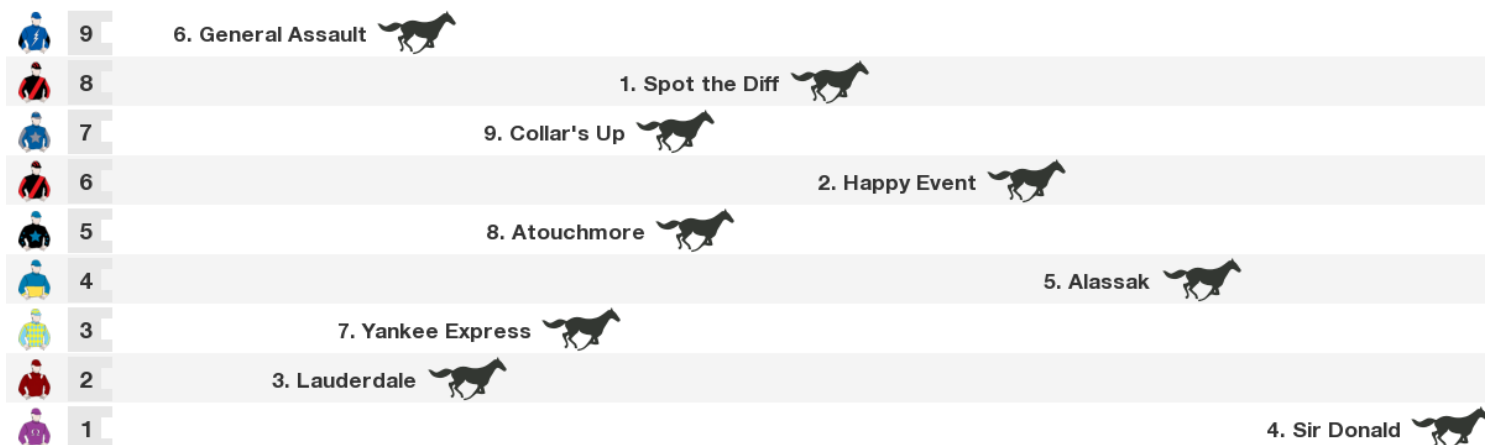 9 6. General Assault
8 1. Spot the Diff
7 9. Collar's Up
6 2. Happy Event
5 8. Atouchmore
4 5. Alassak
3 7. Yankee Express
2 3. Lauderdale
1 4. Sir Donald